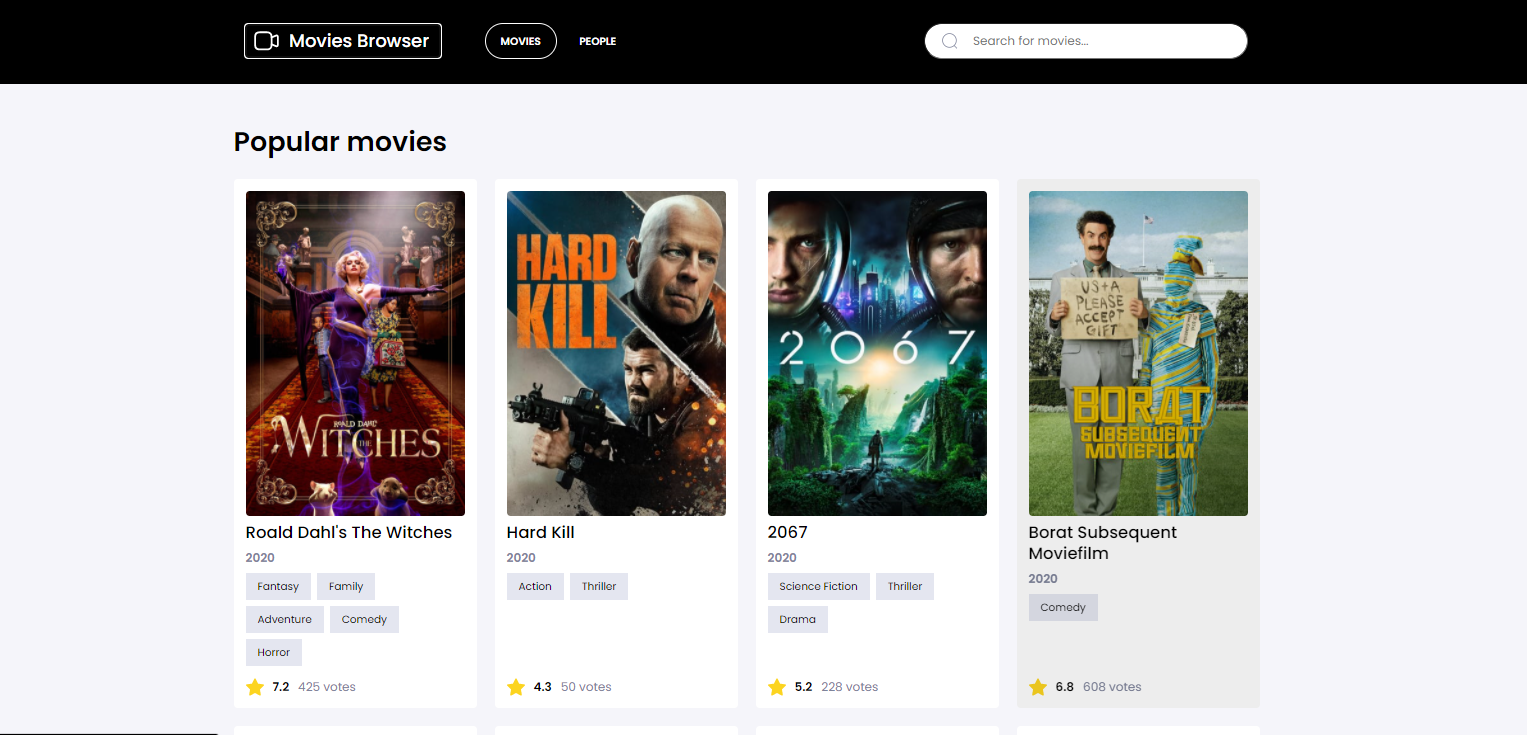 Movies Browser
MOVIES
PEOPLE
Search for movies...
Popular movies
ROALD DAHL'S
THE
WITCHES
Roald Dahl's The Witches
2020
Fantasy
Family
Adventure
Comedy
Horror
7.2
425 votes
HARD
KILL
Hard Kill
2020
Action
Thriller
4.3
50 votes
2067
2067
2020
Science Fiction
Thriller
Drama
5.2
228 votes
US+A
PLEASE
ACCEPT
GIFT
BORAT
SUBSEQUENT
MOVIEFILM
Borat Subsequent
Moviefilm
2020
Comedy
6.8
608 votes